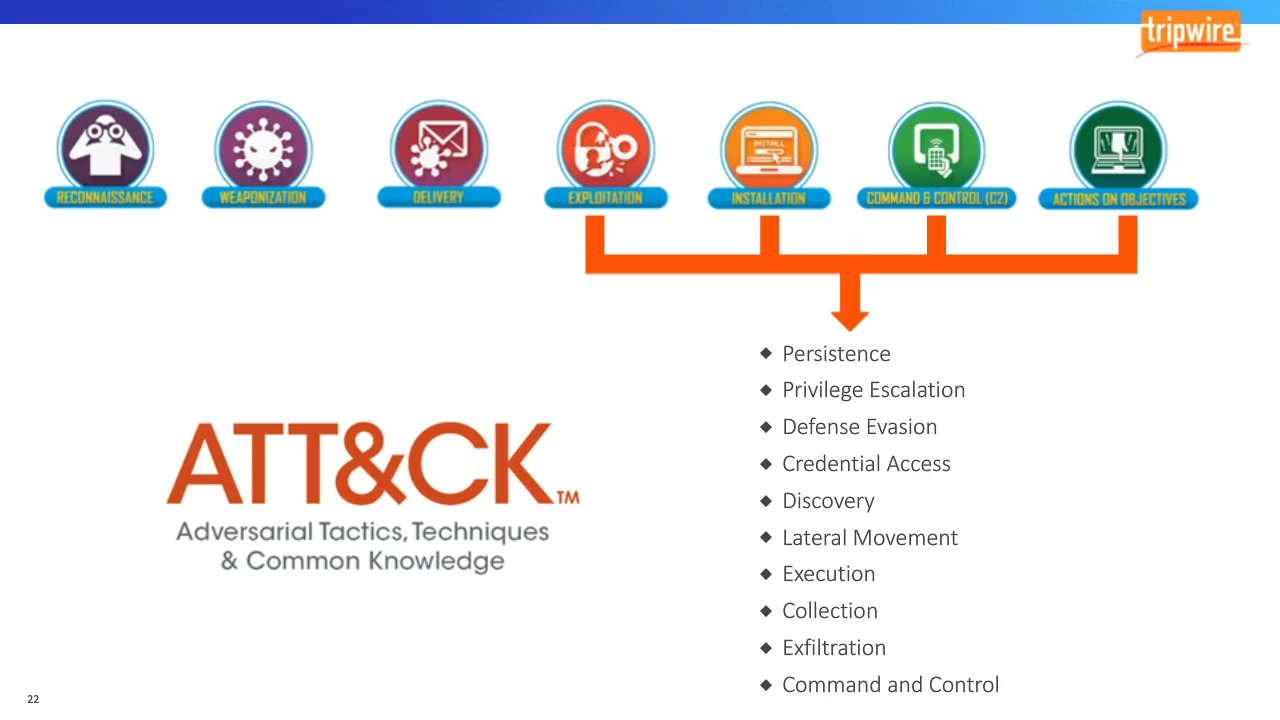 tripwire
RECONNAISSANCE
WEAPONIZATION
DELIVERY
EXPLOITATION
INSTALL
INSTALLATION
COMMAND & CONTROL (C2)
ACTIONS ON OBJECTIVES
Persistence
Privilege Escalation
Defense Evasion
Credential Access
Discovery
Lateral Movement
Execution
Collection
Exfiltration
Command and Control
ATT&CK™
Adversarial Tactics, Techniques
& Common Knowledge
22